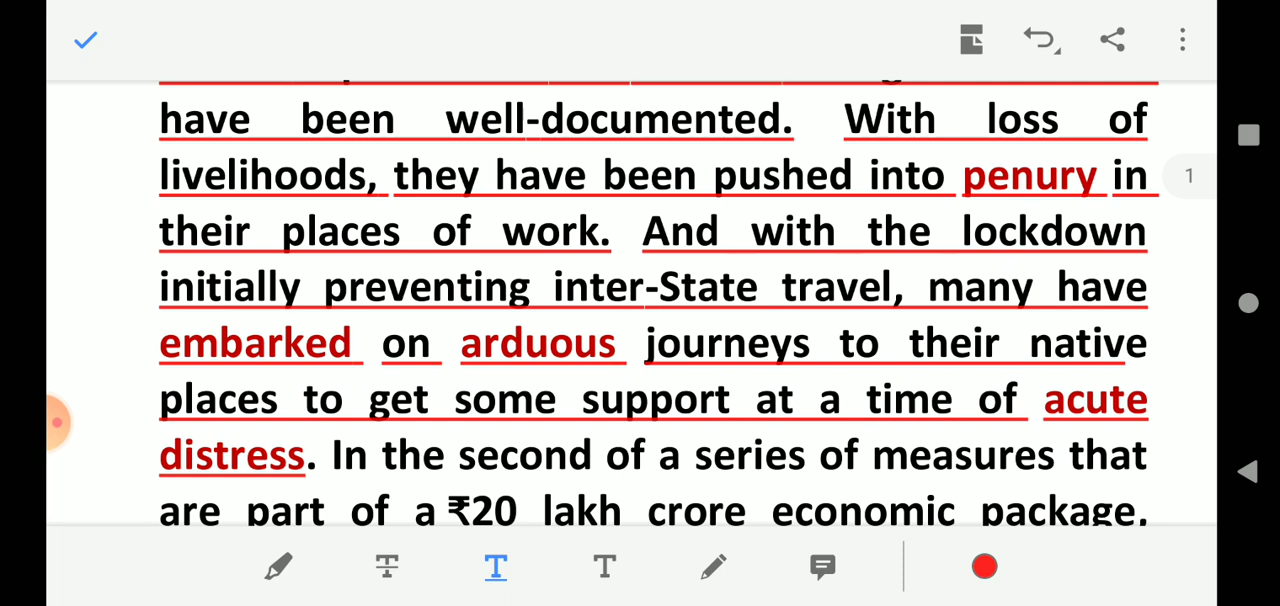 have been well-documented. With loss of
livelihoods, they have been pushed into penury in
1
their places of work. And with the lockdown
initially preventing inter-State travel, many have
embarked on arduous journeys to their native
places to get some support at a time of acute
distress. In the second of a series of measures that
are part of a ₹20 lakh crore economic package,